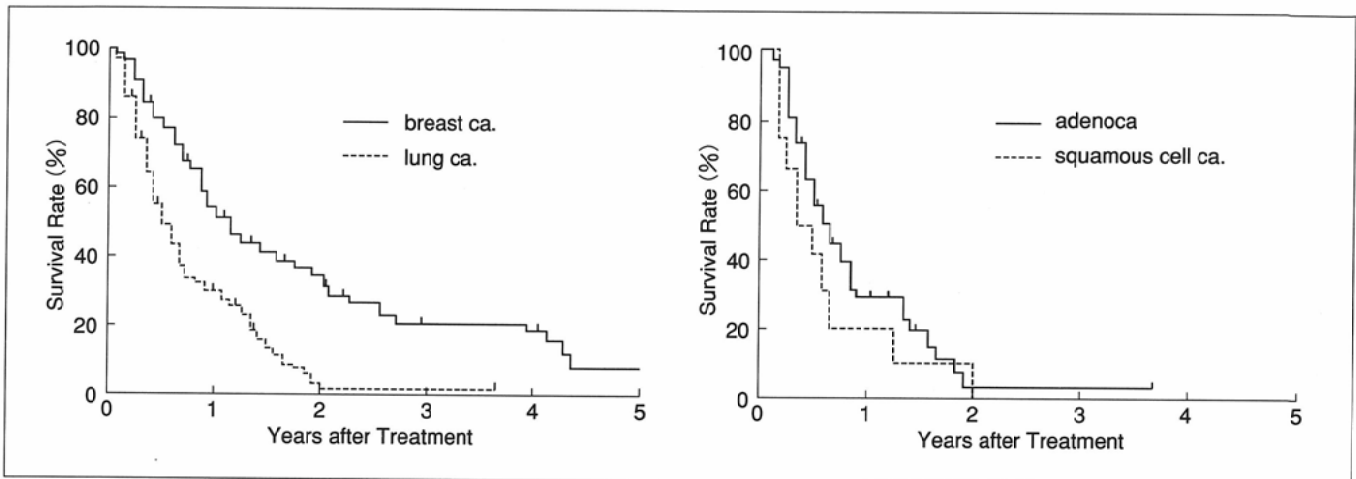 100
80
60
40
20
0
Survival Rate (%)
breast ca.
lung ca.
0 1 2 3 4 5
Years after Treatment
100
80
60
40
20
0
Survival Rate (%)
adenoca
squamous cell ca.
0 1 2 3 4 5
Years after Treatment